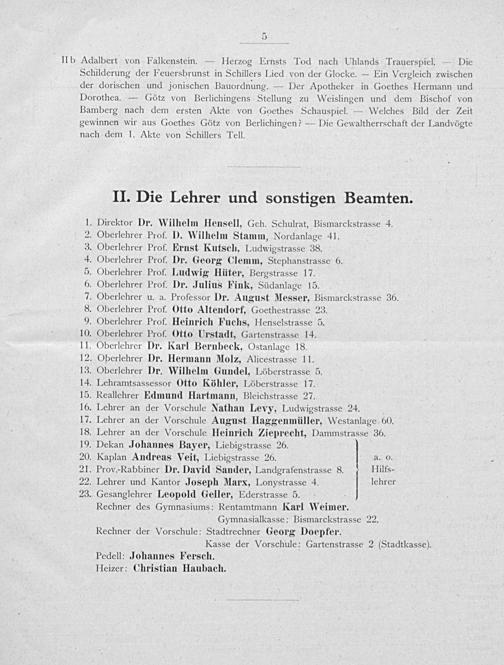 5
II b Adalbert von Falkenstein. — Herzog Ernsts Tod nach Uhlands Trauerspiel. — Die
Schilderung der Feuersbrunst in Schillers Lied von der Glocke. — Ein Vergleich zwischen
der dorischen und jonischen Bauordnung. — Der Apotheker in Goethes Hermann und
Dorothea. — Götz von Berlichingens Stellung zu Weislingen und dem Bischof von
Bamberg nach dem ersten Akte von Goethes Schauspiel. — Welches Bild der Zeit
gewinnen wir aus Goethes Götz von Berlichingen? — Die Gewaltherrschaft der Landvögte
nach dem 1. Akte von Schillers Tell.
II. Die Lehrer und sonstigen Beamten.
1. Direktor Dr. Wilhelm Hensell, Geh. Schulrat, Bismarckstrasse 4.
2. Oberlehrer Prof. D. Wilhelm Stamm, Nordanlage 41.
3. Oberlehrer Prof. Ernst Kutsch, Ludwigstrasse 38.
4. Oberlehrer Prof. Dr. Georg Clemm, Stephanstrasse 6.
5. Oberlehrer Prof. Ludwig Hüter, Bergstrasse 17.
6. Oberlehrer Prof. Dr. Julius Fink, Südanlage 15.
7. Oberlehrer u. a. Professor Dr. August Messer, Bismarckstrasse 36.
8. Oberlehrer Prof. Otto Altendorf, Goethestrasse 23.
9. Oberlehrer Prof. Heinrich Fuchs, Henselstrasse 5.
10. Oberlehrer Prof. Otto Urstadt, Gartenstrasse 14.
11. Oberlehrer Dr. Karl Bernbeck, Ostanlage 18.
12. Oberlehrer Dr. Hermann Molz, Alicestrasse 11.
13. Oberlehrer Dr. Wilhelm Gundel, Löberstrasse 5.
14. Lehramtsassessor Otto Köhler, Löberstrasse 17.
15. Reallehrer Edmund Hartmann, Bleichstrasse 27.
16. Lehrer an der Vorschule Nathan Levy, Ludwigstrasse 24.
17. Lehrer an der Vorschule August Haggenmüller, Westanlage 60.
18. Lehrer an der Vorschule Heinrich Zieprecht, Dammstrasse 36.
19. Dekan Johannes Bayer, Liebigstrasse 26.
20. Kaplan Andreas Veit, Liebigstrasse 26. a. o.
21. Prov.-Rabbiner Dr. David Sander, Landgrafenstrasse 8. Hilfs-
22. Lehrer und Kantor Joseph Marx, Lonystrasse 4. lehrer
23. Gesanglehrer Leopold Geller, Ederstrasse 5.
Rechner des Gymnasiums: Rentamtmann Karl Weimer.
Gymnasialkasse: Bismarckstrasse 22.
Rechner der Vorschule: Stadtrechner Georg Doepfer.
Kasse der Vorschule: Gartenstrasse 2 (Stadtkasse).
Pedell: Johannes Fersch.
Heizer: Christian Haubach.